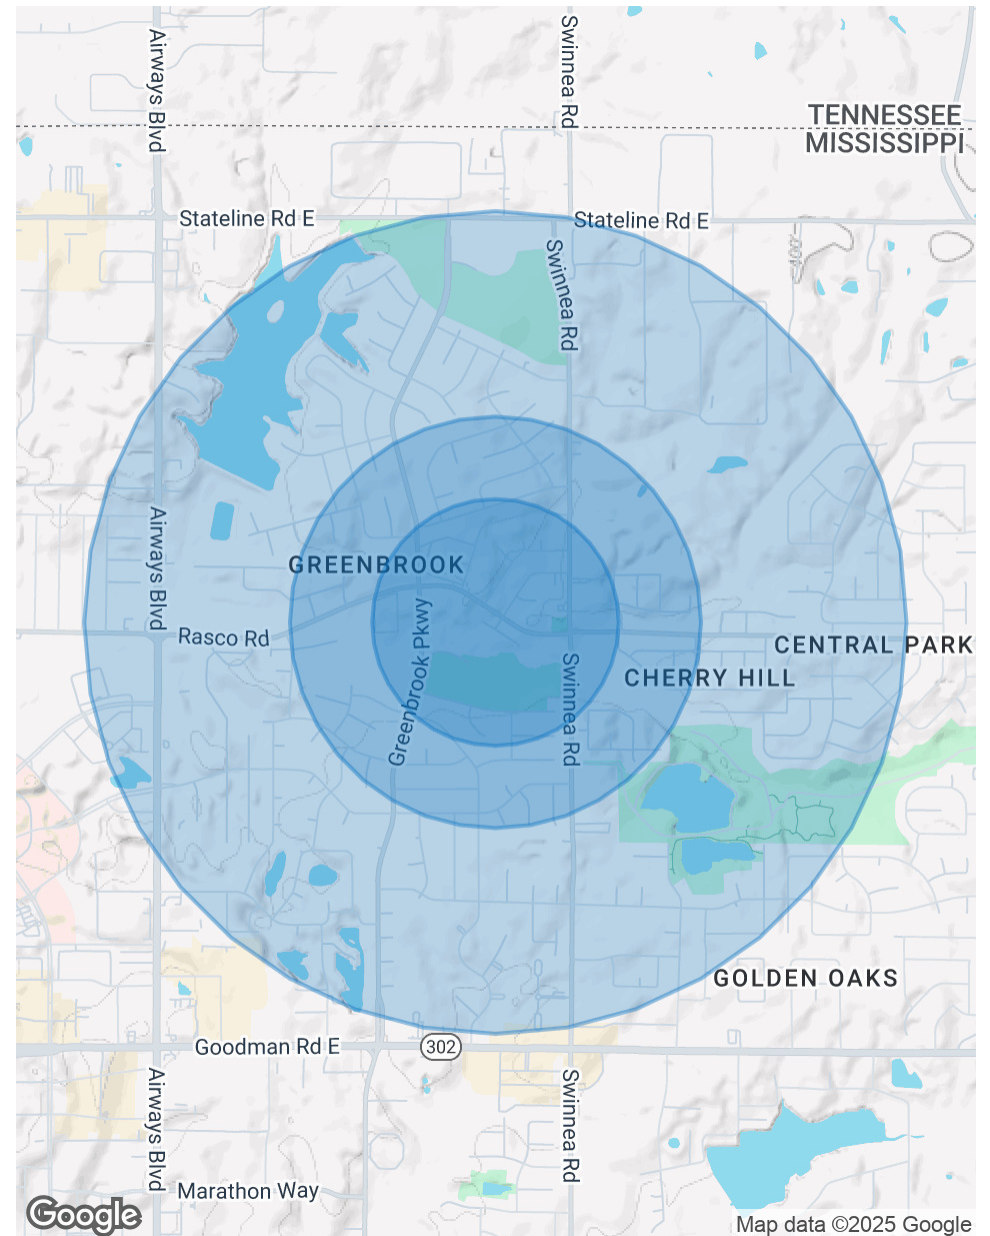 Airways Blvd
Swinnea Rd
TENNESSEE
MISSISSIPPI
Stateline Rd E
Stateline Rd E
Swinnea Rd
400
Airways Blvd
GREENBROOK
Greenbrook Pkwy
Rasco Rd
CENTRAL PARK
Swinnea Rd
CHERRY HILL
GOLDEN OAKS
Goodman Rd E
302
Airways Blvd
Swinnea Rd
Marathon Way
Google
Map data ©2025 Google